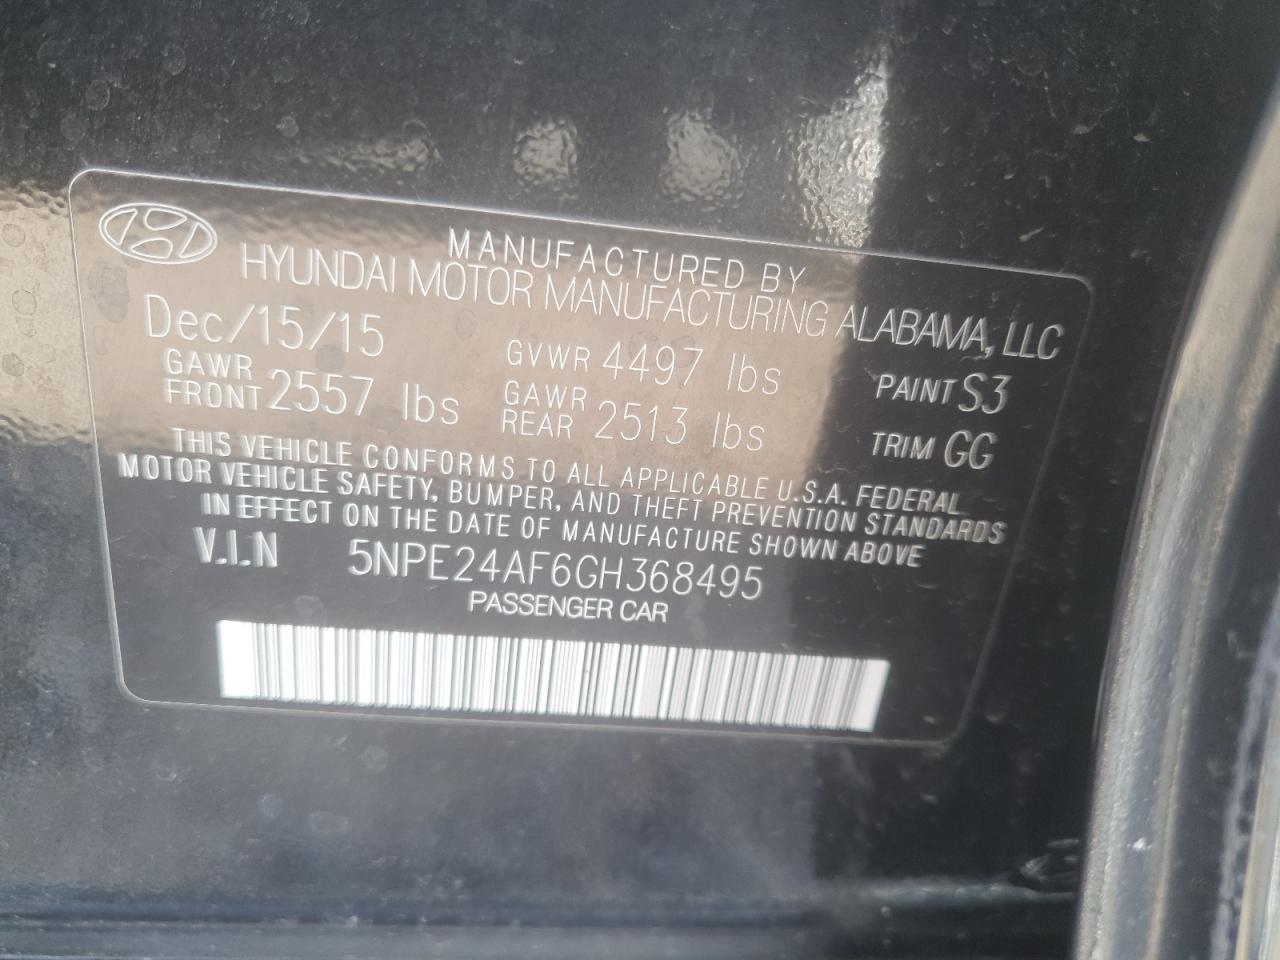 MANUFACTURED BY
HYUNDAI MOTOR MANUFACTURING ALABAMA, LLC
Dec/15/15 GVWR 4497 lbs PAINT S3
GAWR FRONT 2557 lbs GAWR REAR 2513 lbs TRIM GG
THIS VEHICLE CONFORMS TO ALL APPLICABLE U.S.A. FEDERAL
MOTOR VEHICLE SAFETY, BUMPER, AND THEFT PREVENTION STANDARDS
IN EFFECT ON THE DATE OF MANUFACTURE SHOWN ABOVE
V.I.N 5NPE24AF6GH368495
PASSENGER CAR